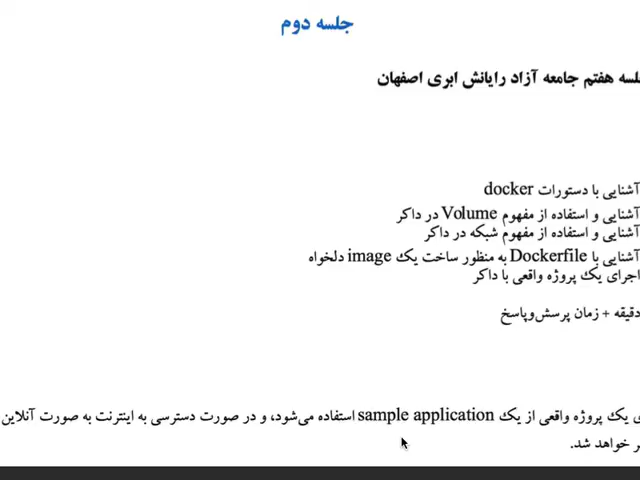 جلسه دوم
هفتم جامعه آزاد رایانش ابری اصفهان
آشنایی با دستورات docker
آشنایی و استفاده از مفهوم Volume در داکر
آشنایی و استفاده از مفهوم شبکه در داکر
آشنایی با Dockerfile به منظور ساخت یک image دلخواه
اجرای یک پروژه واقعی با داکر
دقیقه + زمان پرسش‌وپاسخ
یک پروژه واقعی از یک sample application استفاده می‌شود، و در صورت دسترسی به اینترنت به صورت آنلاین
خواهد شد.